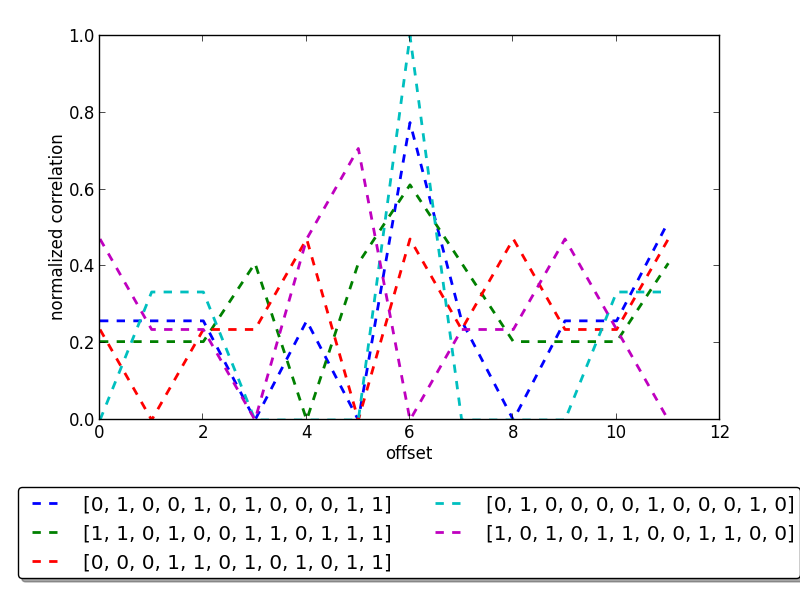 1.0
0.8
0.6
0.4
0.2
0.0
normalized correlation
0 2 4 6 8 10 12
offset
[0, 1, 0, 0, 1, 0, 1, 0, 0, 0, 1, 1]
[1, 1, 0, 1, 0, 0, 1, 1, 0, 1, 1, 1]
[0, 0, 0, 1, 1, 0, 1, 0, 1, 0, 1, 1]
[0, 1, 0, 0, 0, 0, 1, 0, 0, 0, 1, 0]
[1, 0, 1, 0, 1, 1, 0, 0, 1, 1, 0, 0]